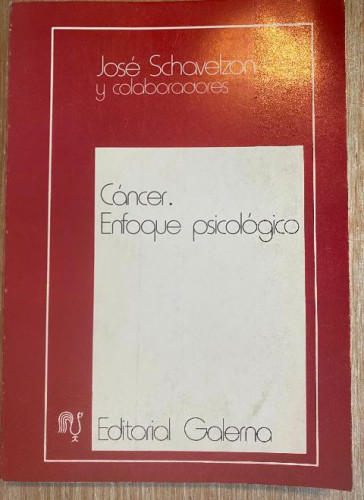 José Schavelzon
y colaboradores
Cáncer.
Enfoque psicológico
Editorial Galerna